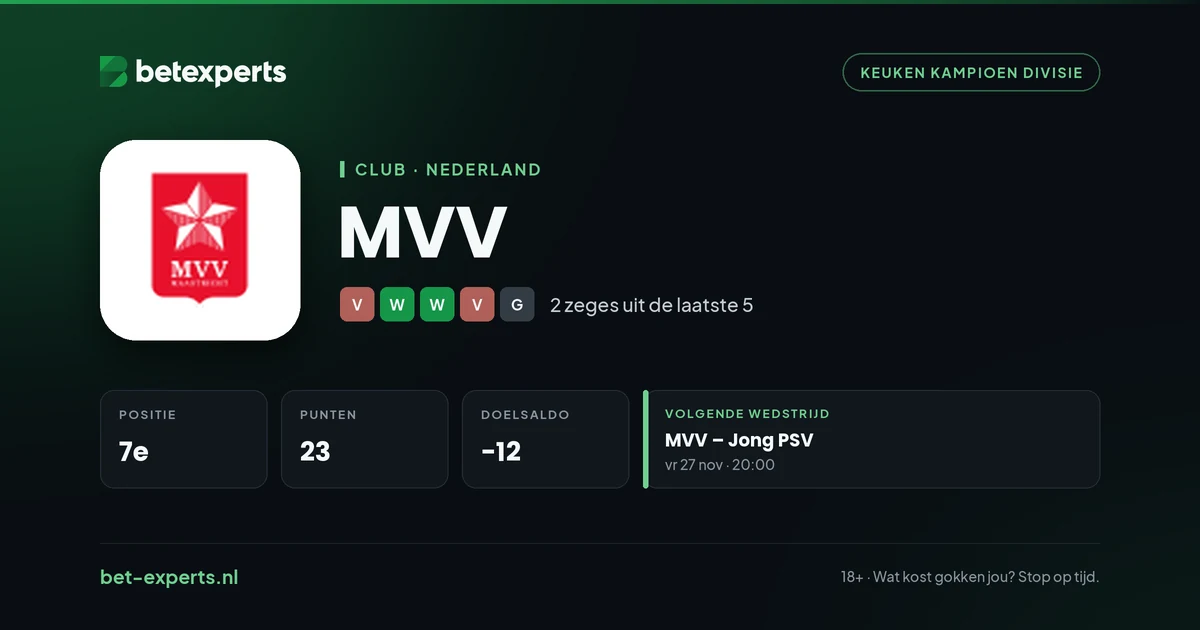 betexperts
KEUKEN KAMPIOEN DIVISIE
CLUB · NEDERLAND
MVV
MVV
MAASTRICHT
V W W V G 2 zeges uit de laatste 5
POSITIE
7e
PUNTEN
23
DOELSALDO
-12
VOLGENDE WEDSTRIJD
MVV – Jong PSV
vr 27 nov · 20:00
bet-experts.nl
18+ · Wat kost gokken jou? Stop op tijd.